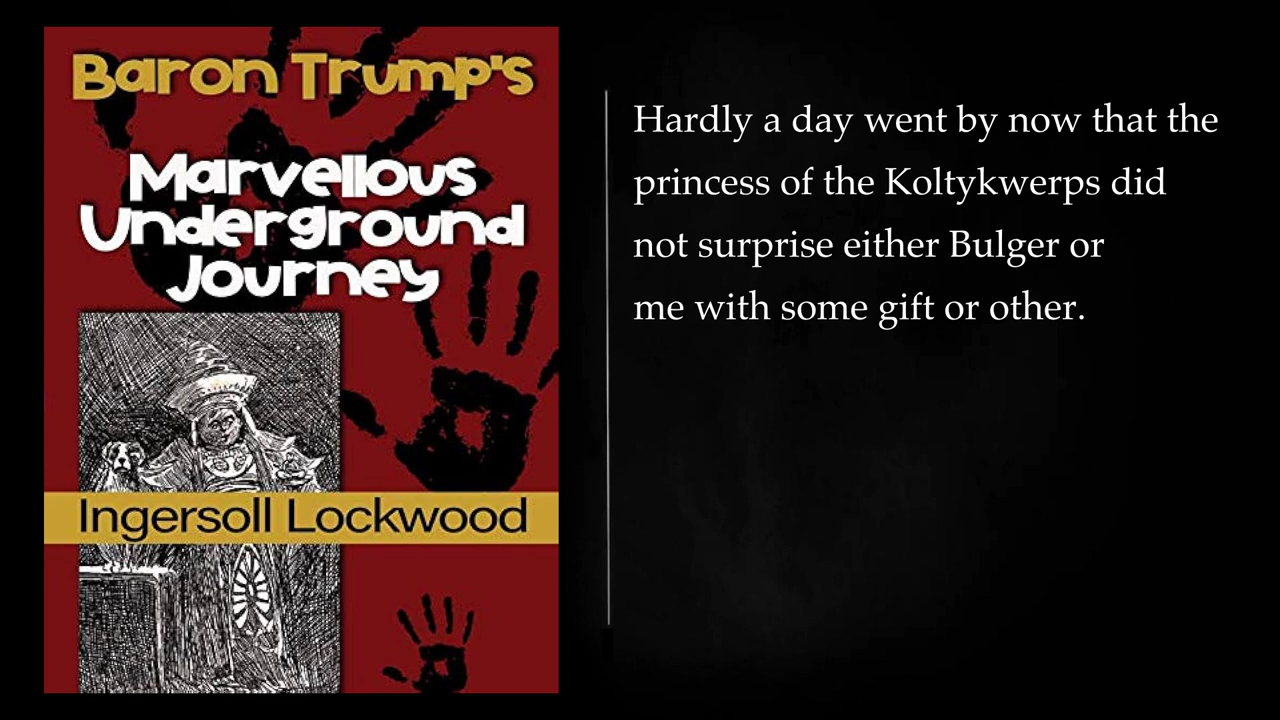 Baron Trump's
Marvellous
Underground
Journey
Ingersoll Lockwood
Hardly a day went by now that the
princess of the Koltykwerps did
not surprise either Bulger or
me with some gift or other.